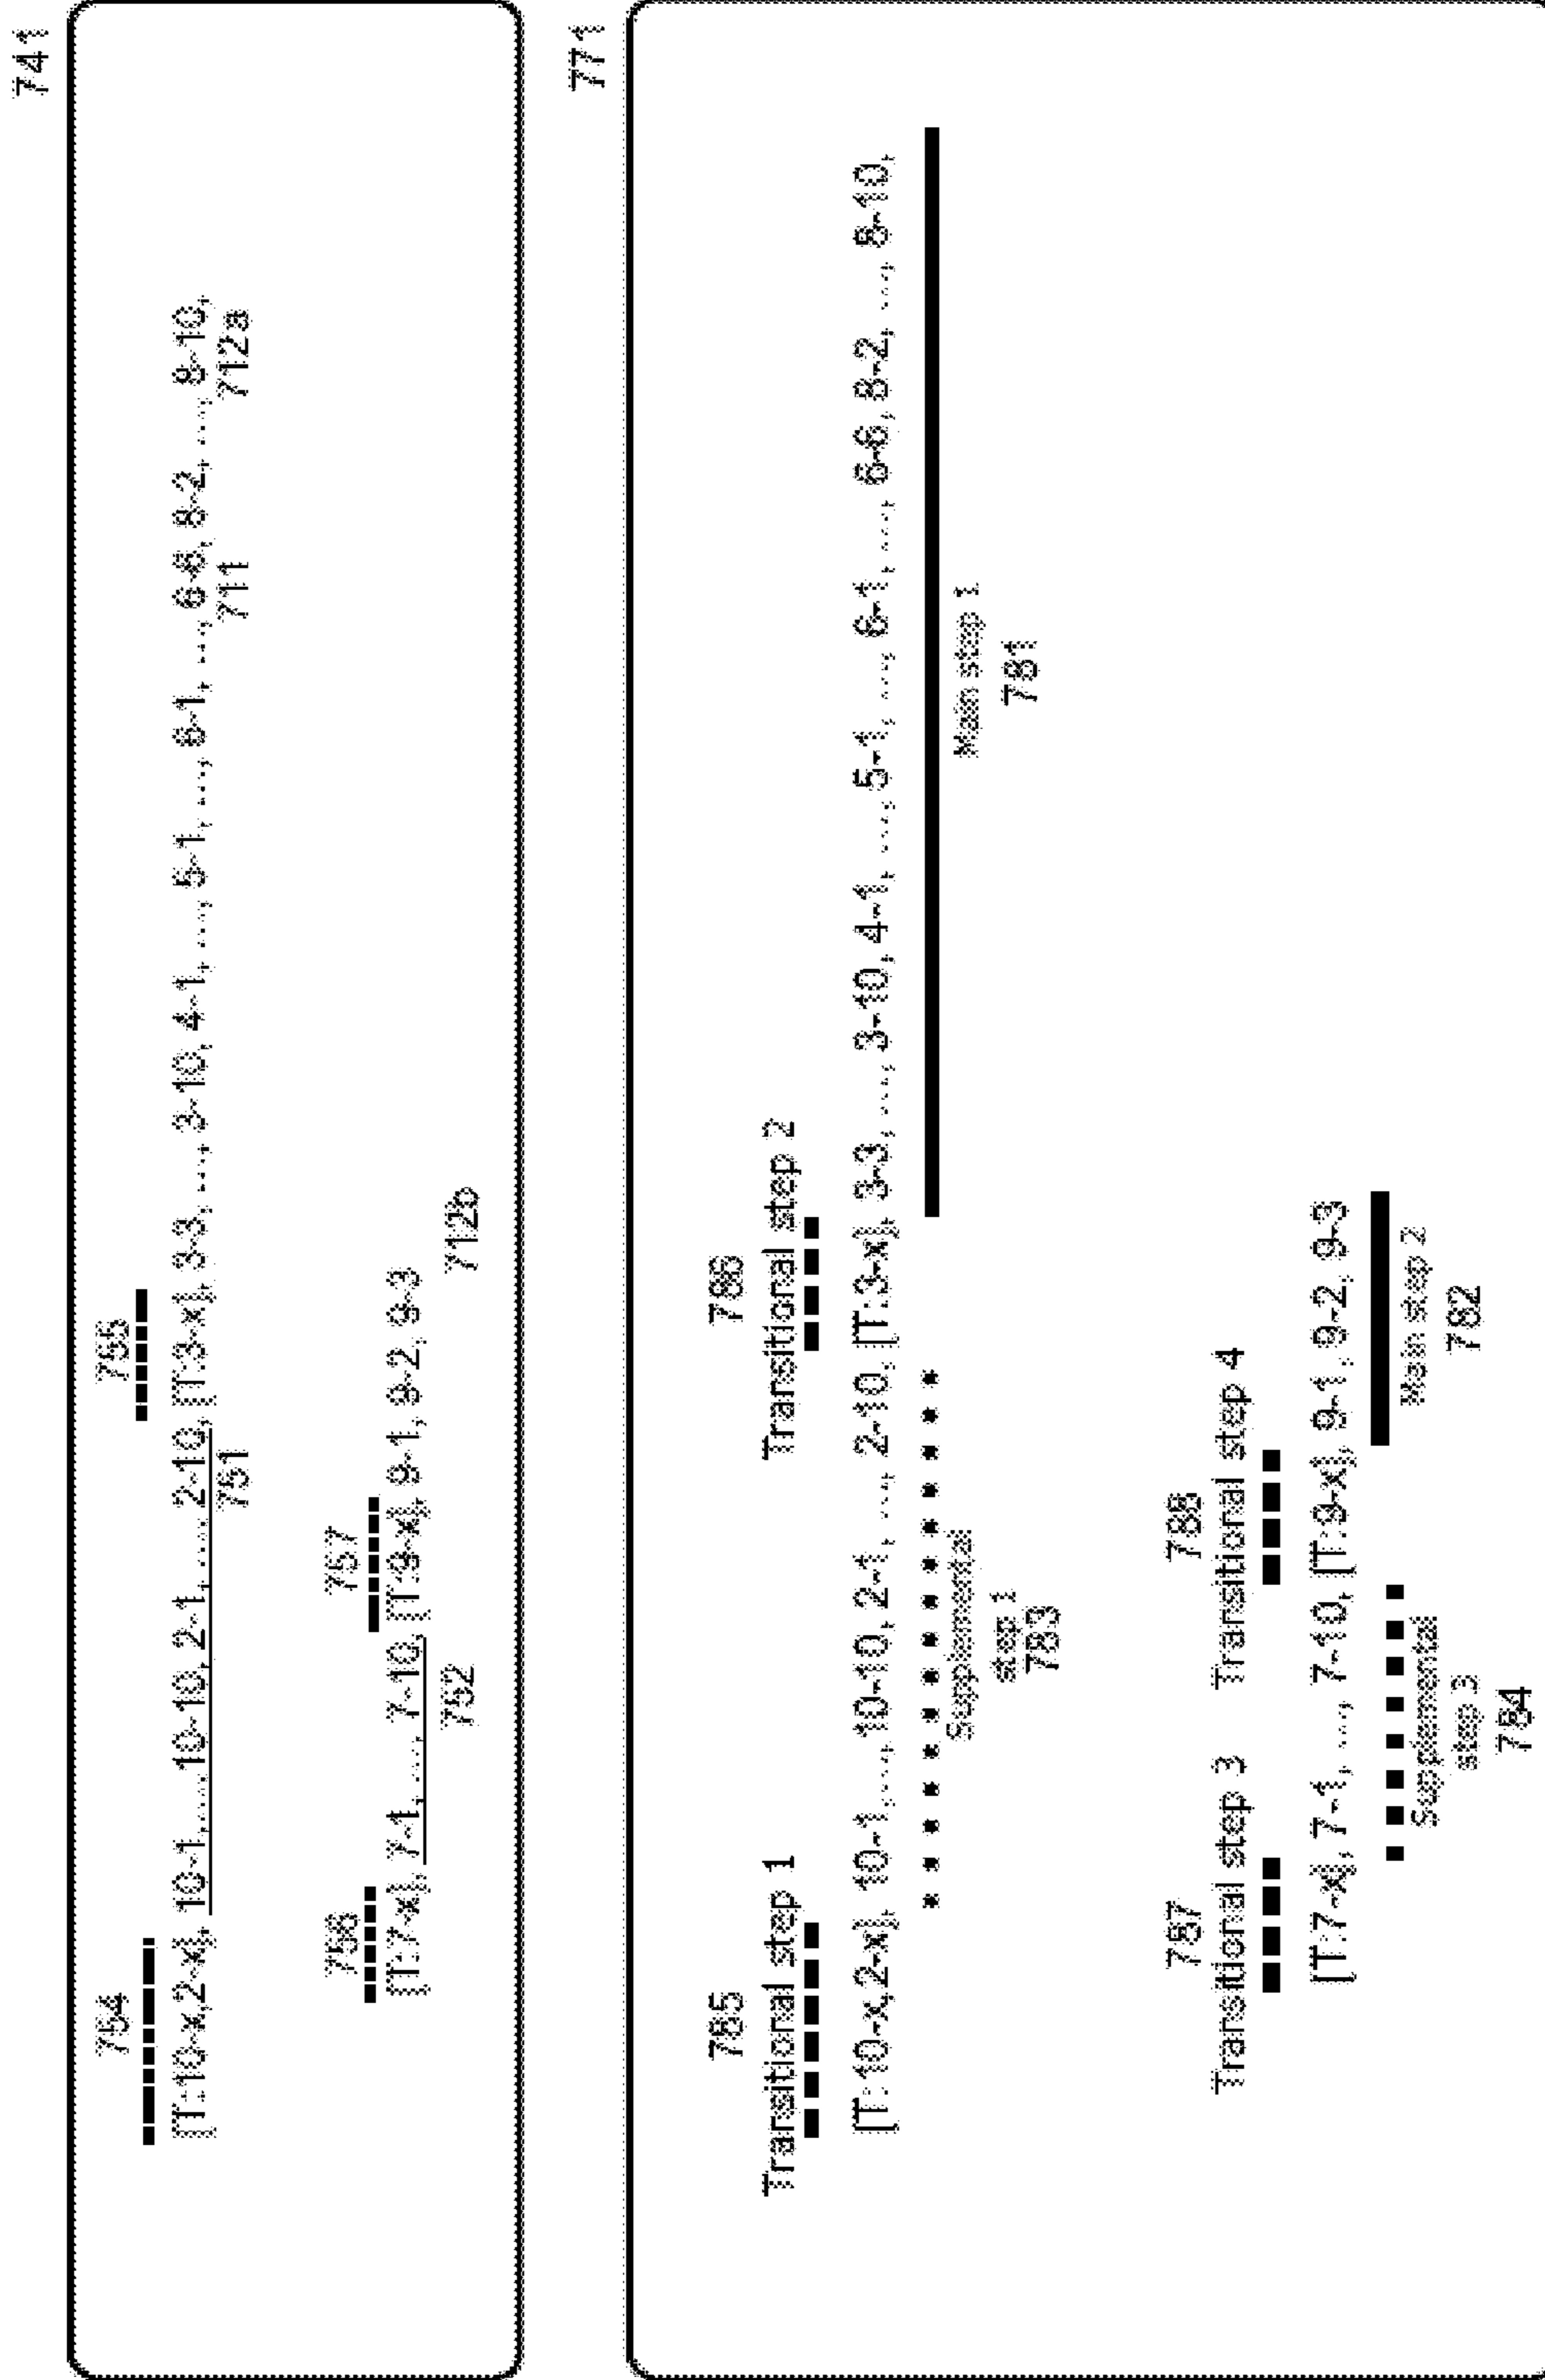 741
754 755
[T:10-x,2-x], 10-1,....,10-10, 2-1, ...., 2-10, [T:3-x], 3-3, ...., 3-10, 4-1, ...., 5-1, ...., 6-1, ...., 6-6, 8-2, ...., 8-10,
751 711 712a
756 757
[T:7-x], 7-1, ...., 7-10, [T:9-x], 9-1, 9-2, 9-3
752 712b
771
785 786
Transitional step 1 Transitional step 2
[T:10-x,2-x], 10-1,....,10-10, 2-1, ...., 2-10, [T:3-x], 3-3, ...., 3-10, 4-1, ...., 5-1, ...., 6-1, ...., 6-6, 8-2, ...., 8-10,
Supplemental Main step 1
step 1 781
783
787 788
Transitional step 3 Transitional step 4
[T:7-x], 7-1, ...., 7-10, [T:9-x], 9-1, 9-2, 9-3
Supplemental Main step 2
step 3 782
784